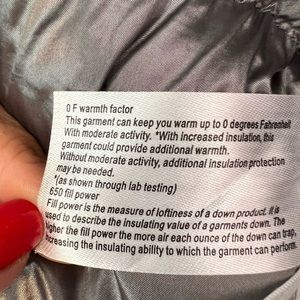 0 F warmth factor
This garment can keep you warm up to 0 degrees Fahrenheit
With moderate activity. *With increased insulation, this
garment could provide additional warmth.
Without moderate activity, additional insulation protection
may be needed.
*(as shown through lab testing)
650 fill power
Fill power is the measure of loftiness of a down product. It is
used to describe the insulating value of a garments down. The
higher the fill power the more air each ounce of the down can trap,
increasing the insulating ability to which the garment can perform.